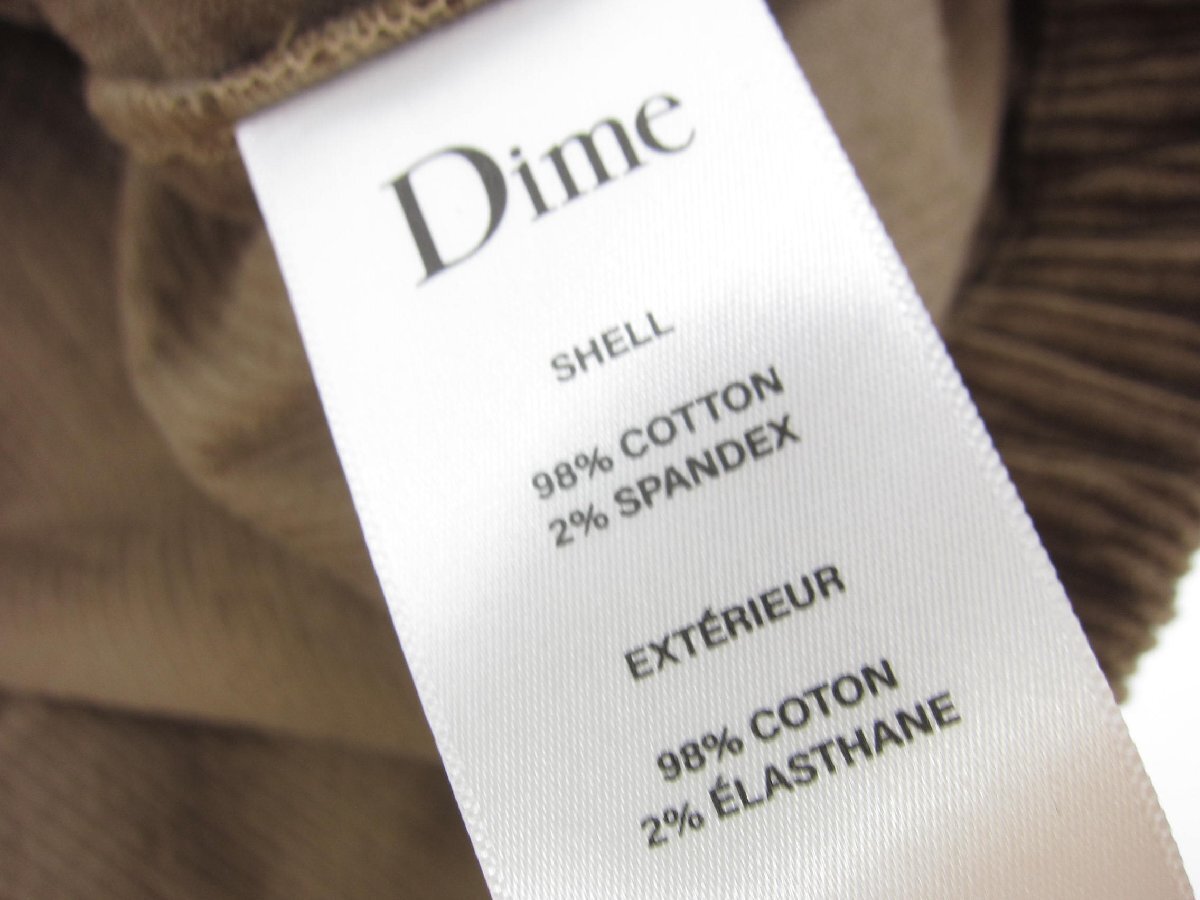 Dime
SHELL
98% COTTON
2% SPANDEX
EXTÉRIEUR
98% COTON
2% ÉLASTHANE